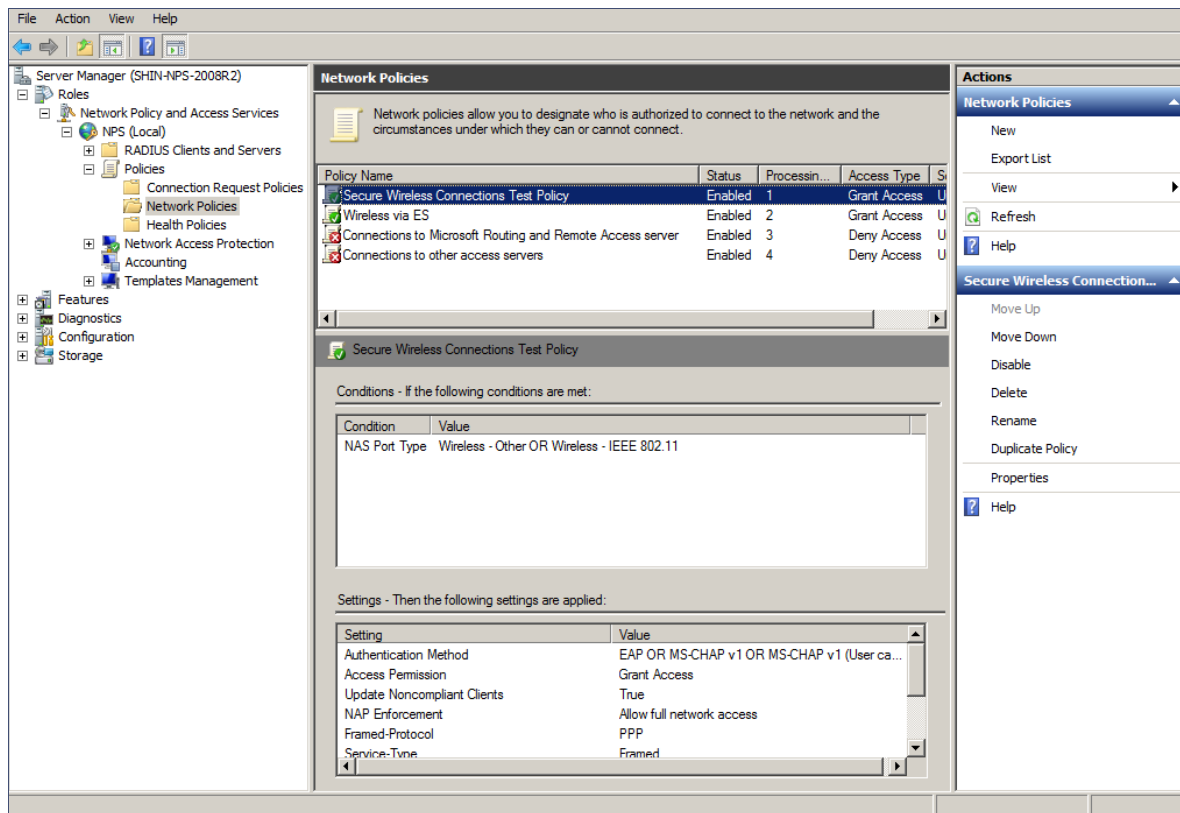 File Action View Help
Server Manager (SHIN-NPS-2008R2)
Roles
Network Policy and Access Services
NPS (Local)
RADIUS Clients and Servers
Policies
Connection Request Policies
Network Policies
Health Policies
Network Access Protection
Accounting
Templates Management
Features
Diagnostics
Configuration
Storage
Network Policies
Network policies allow you to designate who is authorized to connect to the network and the
circumstances under which they can or cannot connect.
Policy Name Status Processin... Access Type S
Secure Wireless Connections Test Policy Enabled 1 Grant Access U
Wireless via ES Enabled 2 Grant Access U
Connections to Microsoft Routing and Remote Access server Enabled 3 Deny Access U
Connections to other access servers Enabled 4 Deny Access U
Secure Wireless Connections Test Policy
Conditions - If the following conditions are met:
Condition Value
NAS Port Type Wireless - Other OR Wireless - IEEE 802.11
Settings - Then the following settings are applied:
Setting Value
Authentication Method EAP OR MS-CHAP v1 OR MS-CHAP v1 (User ca...
Access Permission Grant Access
Update Noncompliant Clients True
NAP Enforcement Allow full network access
Framed-Protocol PPP
Service-Type Framed
Actions
Network Policies
New
Export List
View
Refresh
Help
Secure Wireless Connection...
Move Up
Move Down
Disable
Delete
Rename
Duplicate Policy
Properties
Help